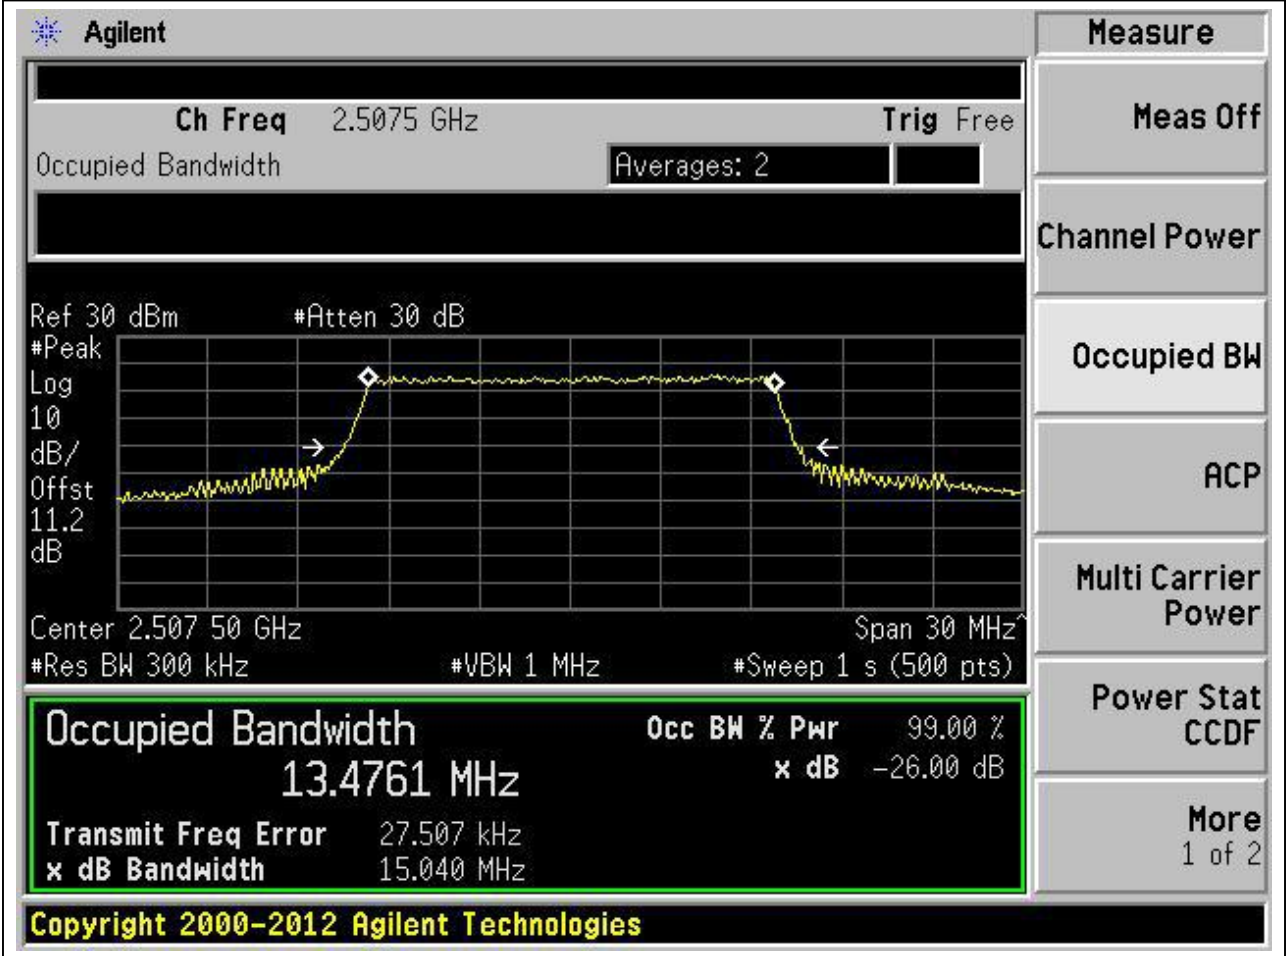 Agilent
Measure
Ch Freq 2.5075 GHz Trig Free
Meas Off
Occupied Bandwidth Averages: 2
Channel Power
Ref 30 dBm #Atten 30 dB
#Peak
Log
10
dB/
Offst
11.2
dB
Occupied BW
ACP
Center 2.507 50 GHz Span 30 MHz^
#Res BW 300 kHz #VBW 1 MHz #Sweep 1 s (500 pts)
Multi Carrier
Power
Occupied Bandwidth Occ BW % Pwr 99.00 %
13.4761 MHz x dB -26.00 dB
Power Stat
CCDF
Transmit Freq Error 27.507 kHz
x dB Bandwidth 15.040 MHz
More
1 of 2
Copyright 2000-2012 Agilent Technologies